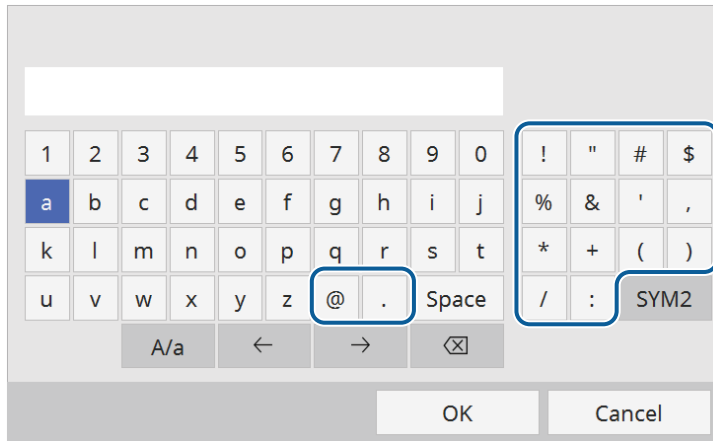 1 2 3 4 5 6 7 8 9 0 ! " # $
a b c d e f g h i j % & ' ,
k l m n o p q r s t * + ( )
u v w x y z @ . Space / : SYM2
A/a ← → ⌫
OK Cancel